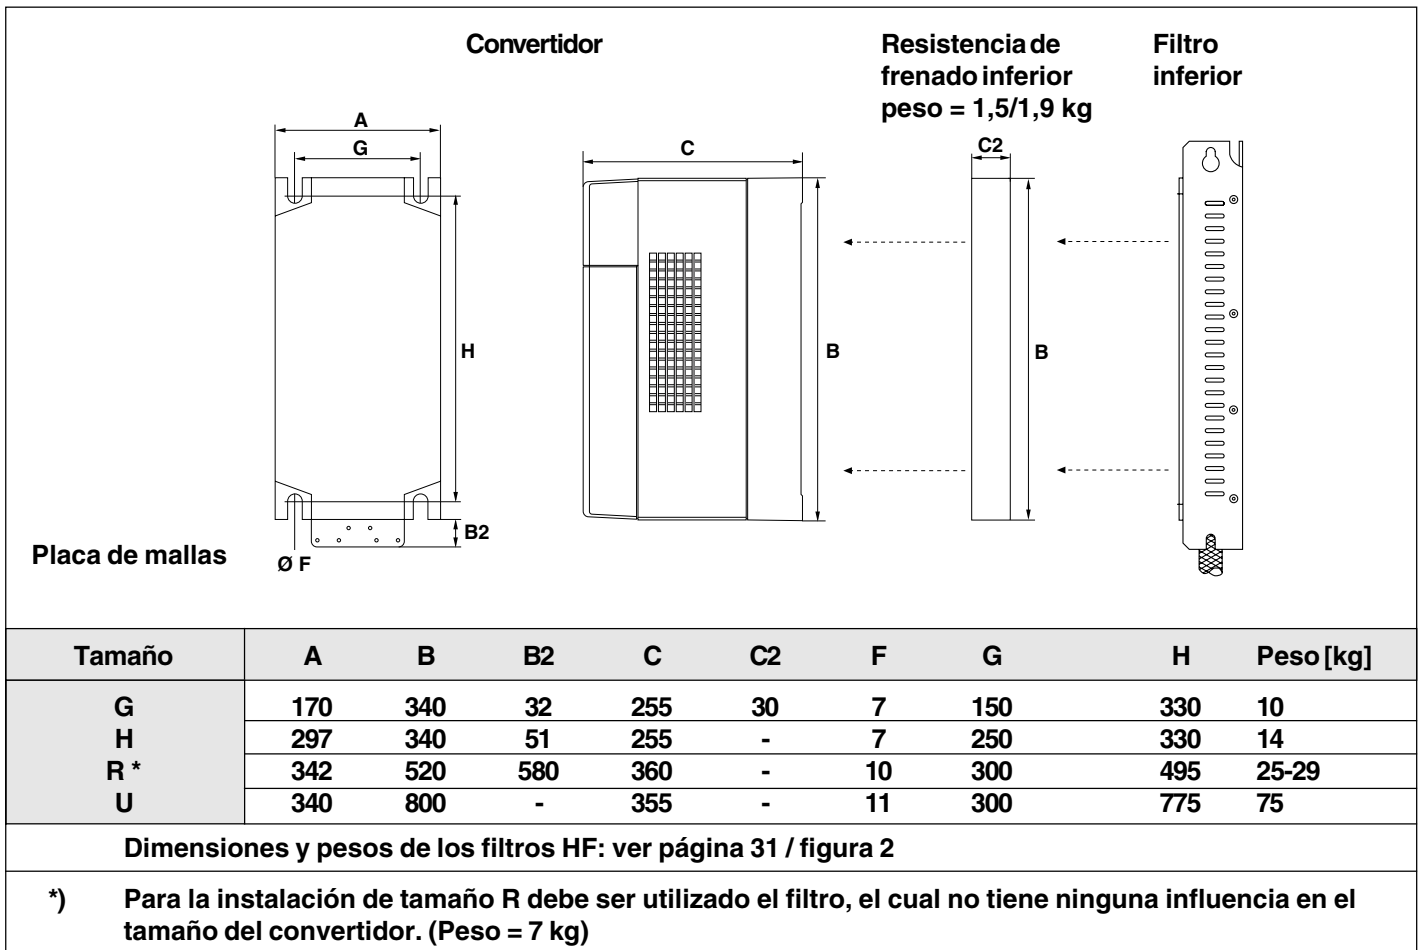 Convertidor
Resistencia de
frenado inferior
peso = 1,5/1,9 kg
Filtro
inferior
A
G
C
C2
H
B
B
B2
Placa de mallas
Ø F
Tamaño A B B2 C C2 F G H Peso [kg]
G 170 340 32 255 30 7 150 330 10
H 297 340 51 255 - 7 250 330 14
R * 342 520 580 360 - 10 300 495 25-29
U 340 800 - 355 - 11 300 775 75
Dimensiones y pesos de los filtros HF: ver página 31 / figura 2
*) Para la instalación de tamaño R debe ser utilizado el filtro, el cual no tiene ninguna influencia en el
tamaño del convertidor. (Peso = 7 kg)